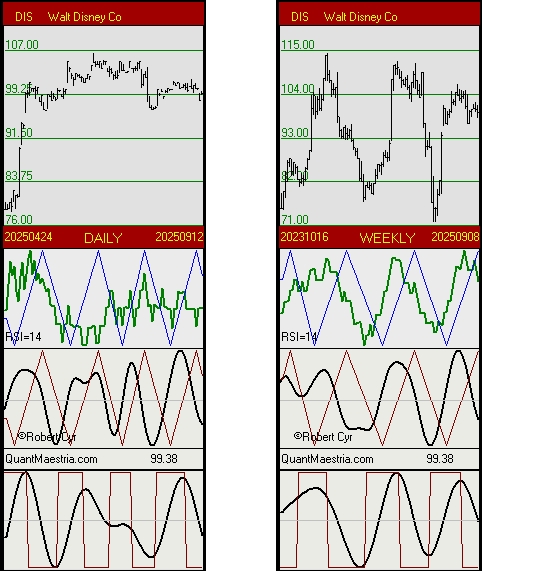 DIS Walt Disney Co
107.00
99.25
91.50
83.75
76.00
20250424 DAILY 20250912
RSI=14
©Robert Cyr
QuantMaestria.com 99.38
DIS Walt Disney Co
115.00
104.00
93.00
82.00
71.00
20231016 WEEKLY 20250908
RSI=14
©Robert Cyr
QuantMaestria.com 99.38